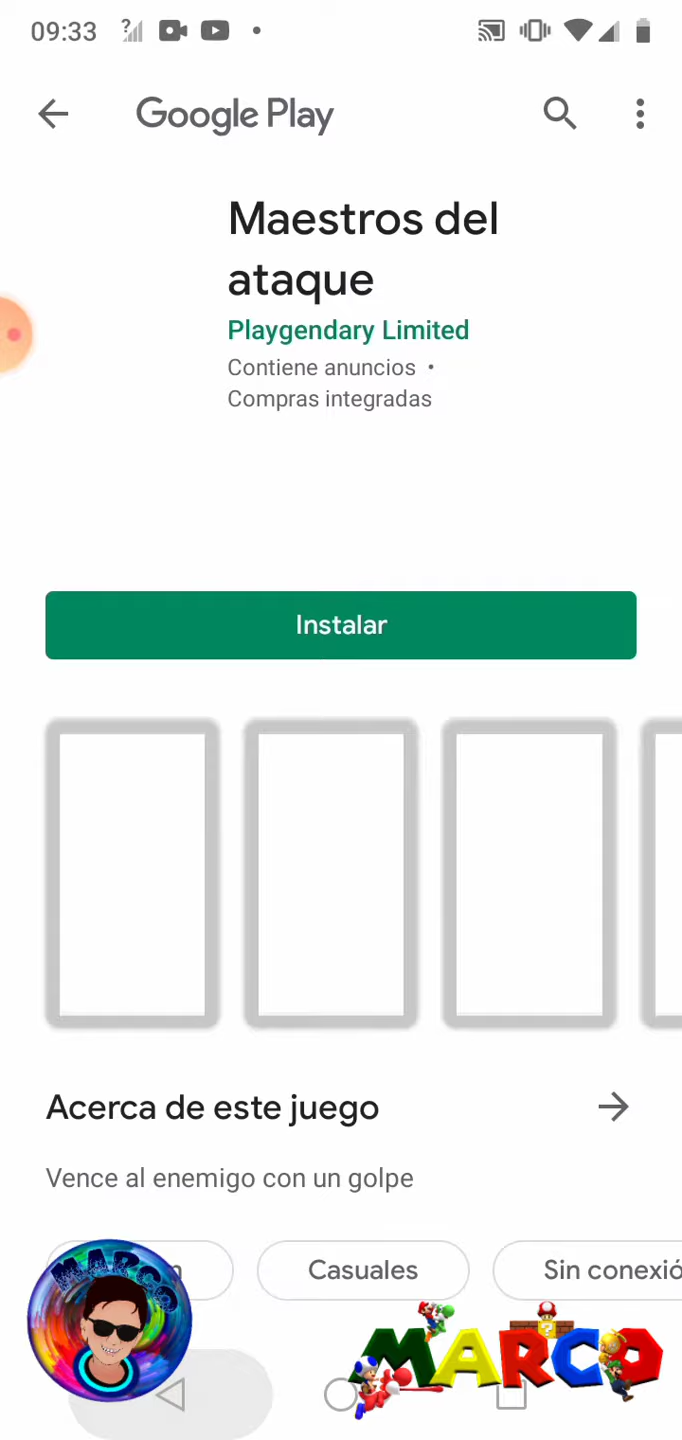 09:33
Google Play
Maestros del
ataque
Playgendary Limited
Contiene anuncios •
Compras integradas
Instalar
Acerca de este juego
Vence al enemigo con un golpe
Casuales
Sin conexió
MARCO
MARCO